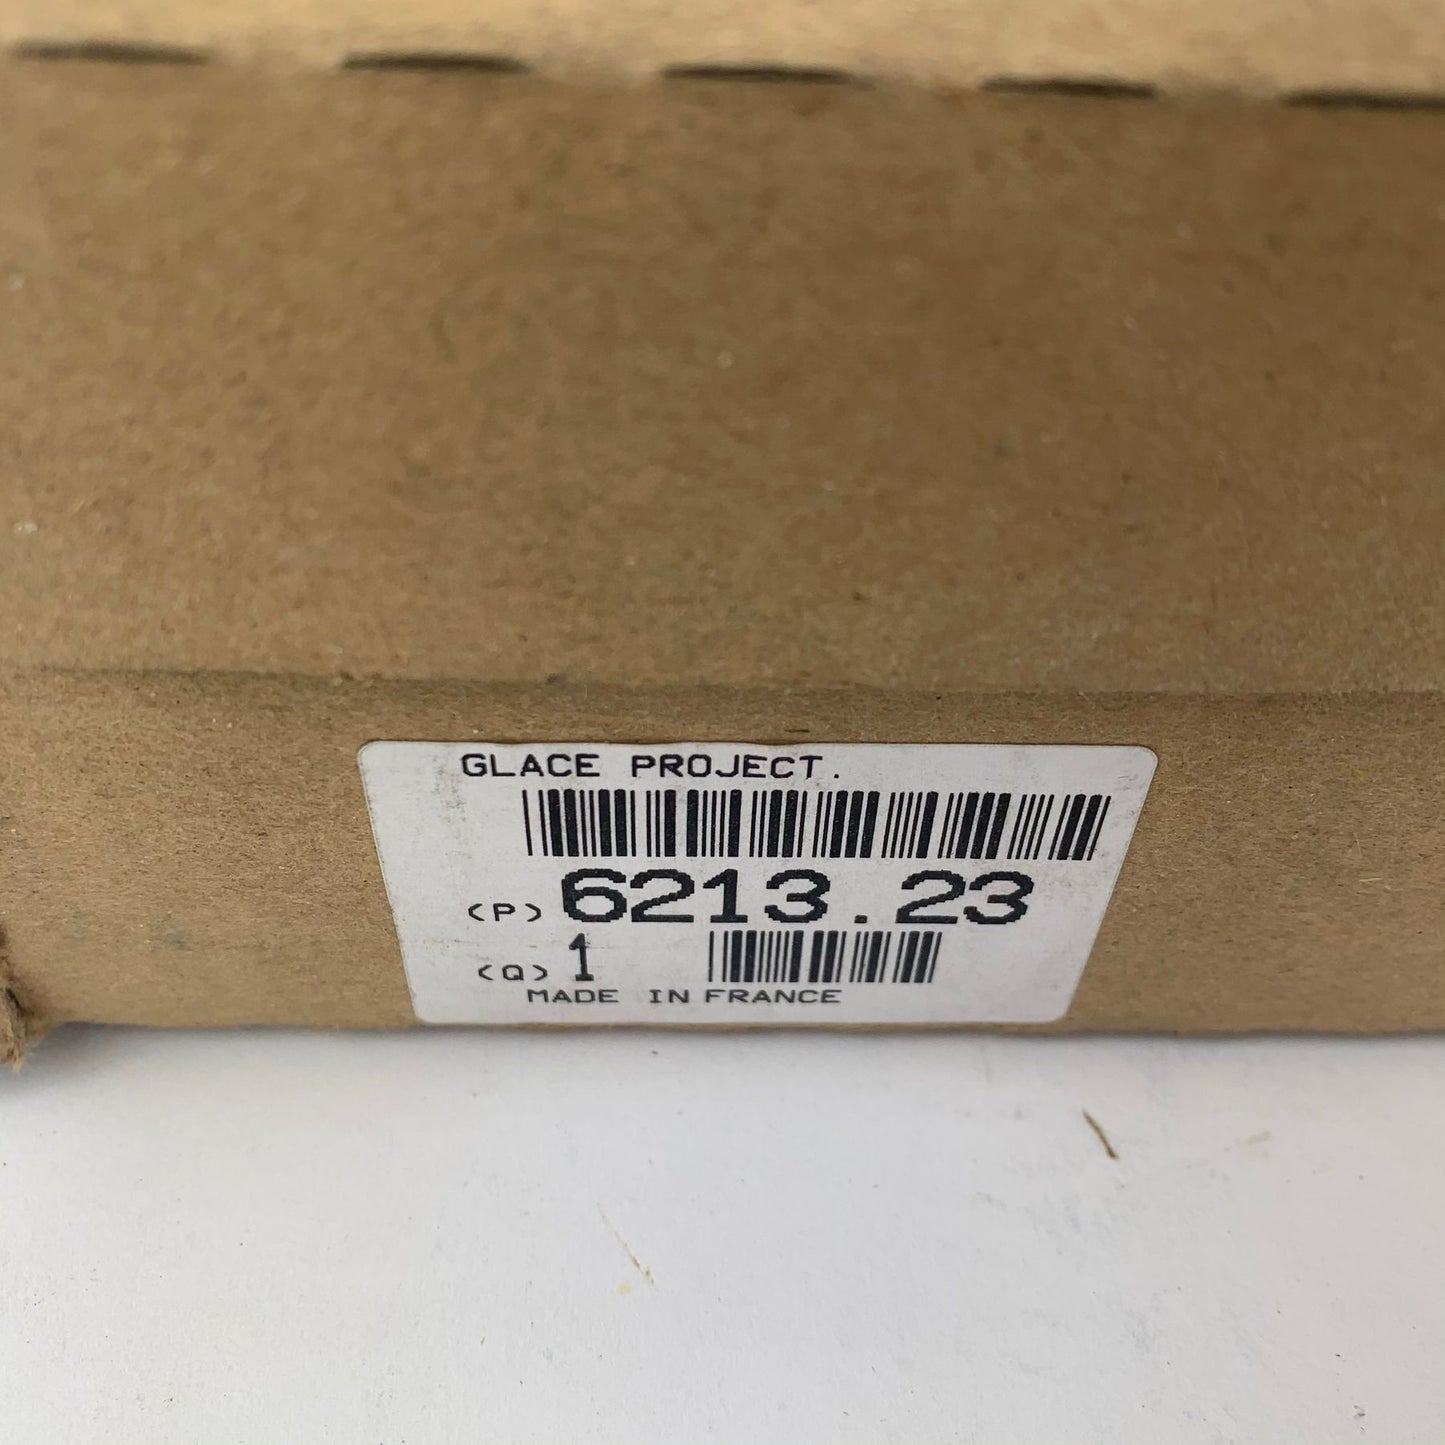 GLACE PROJECT.
(P) 6213.23
(Q) 1
MADE IN FRANCE